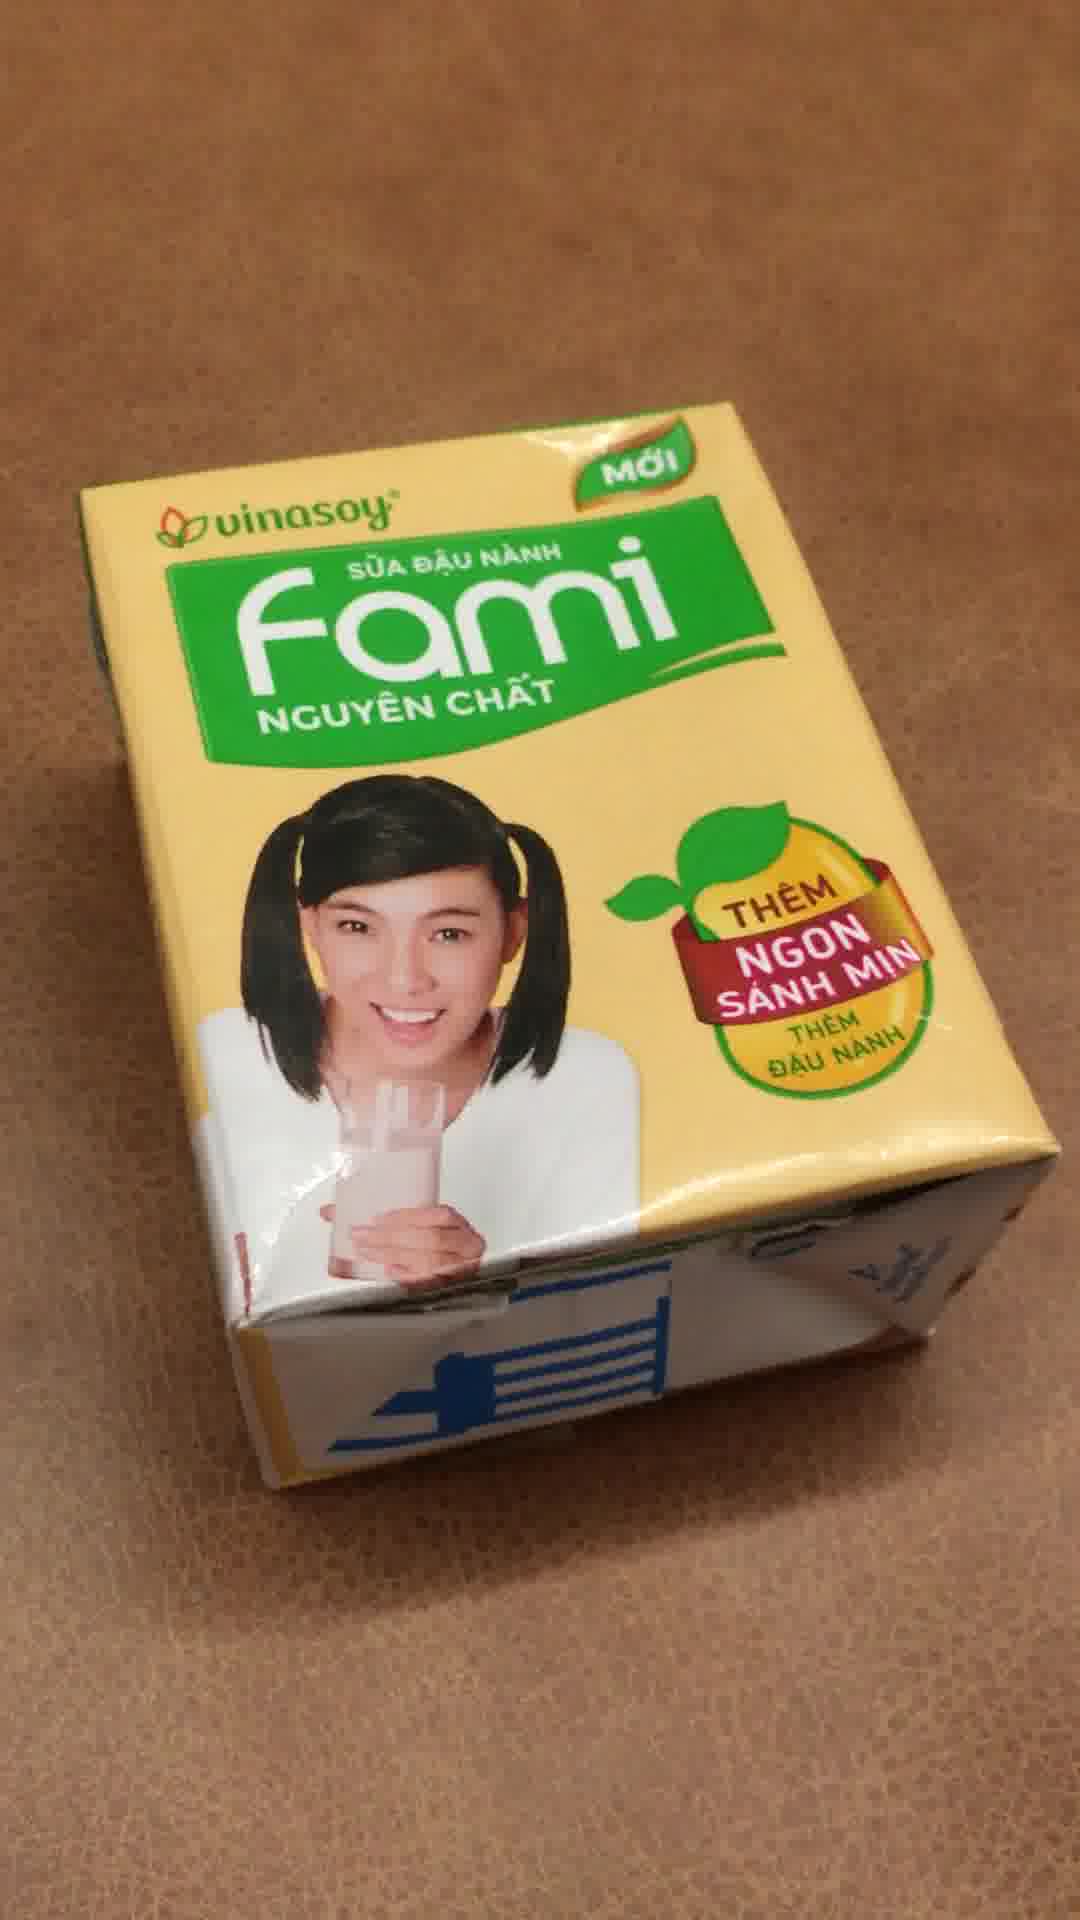 vinasoy
MỚI
SỮA ĐẬU NÀNH
fami
NGUYÊN CHẤT
THÊM
NGON
SÁNH MỊN
THÊM
ĐẬU NÀNH